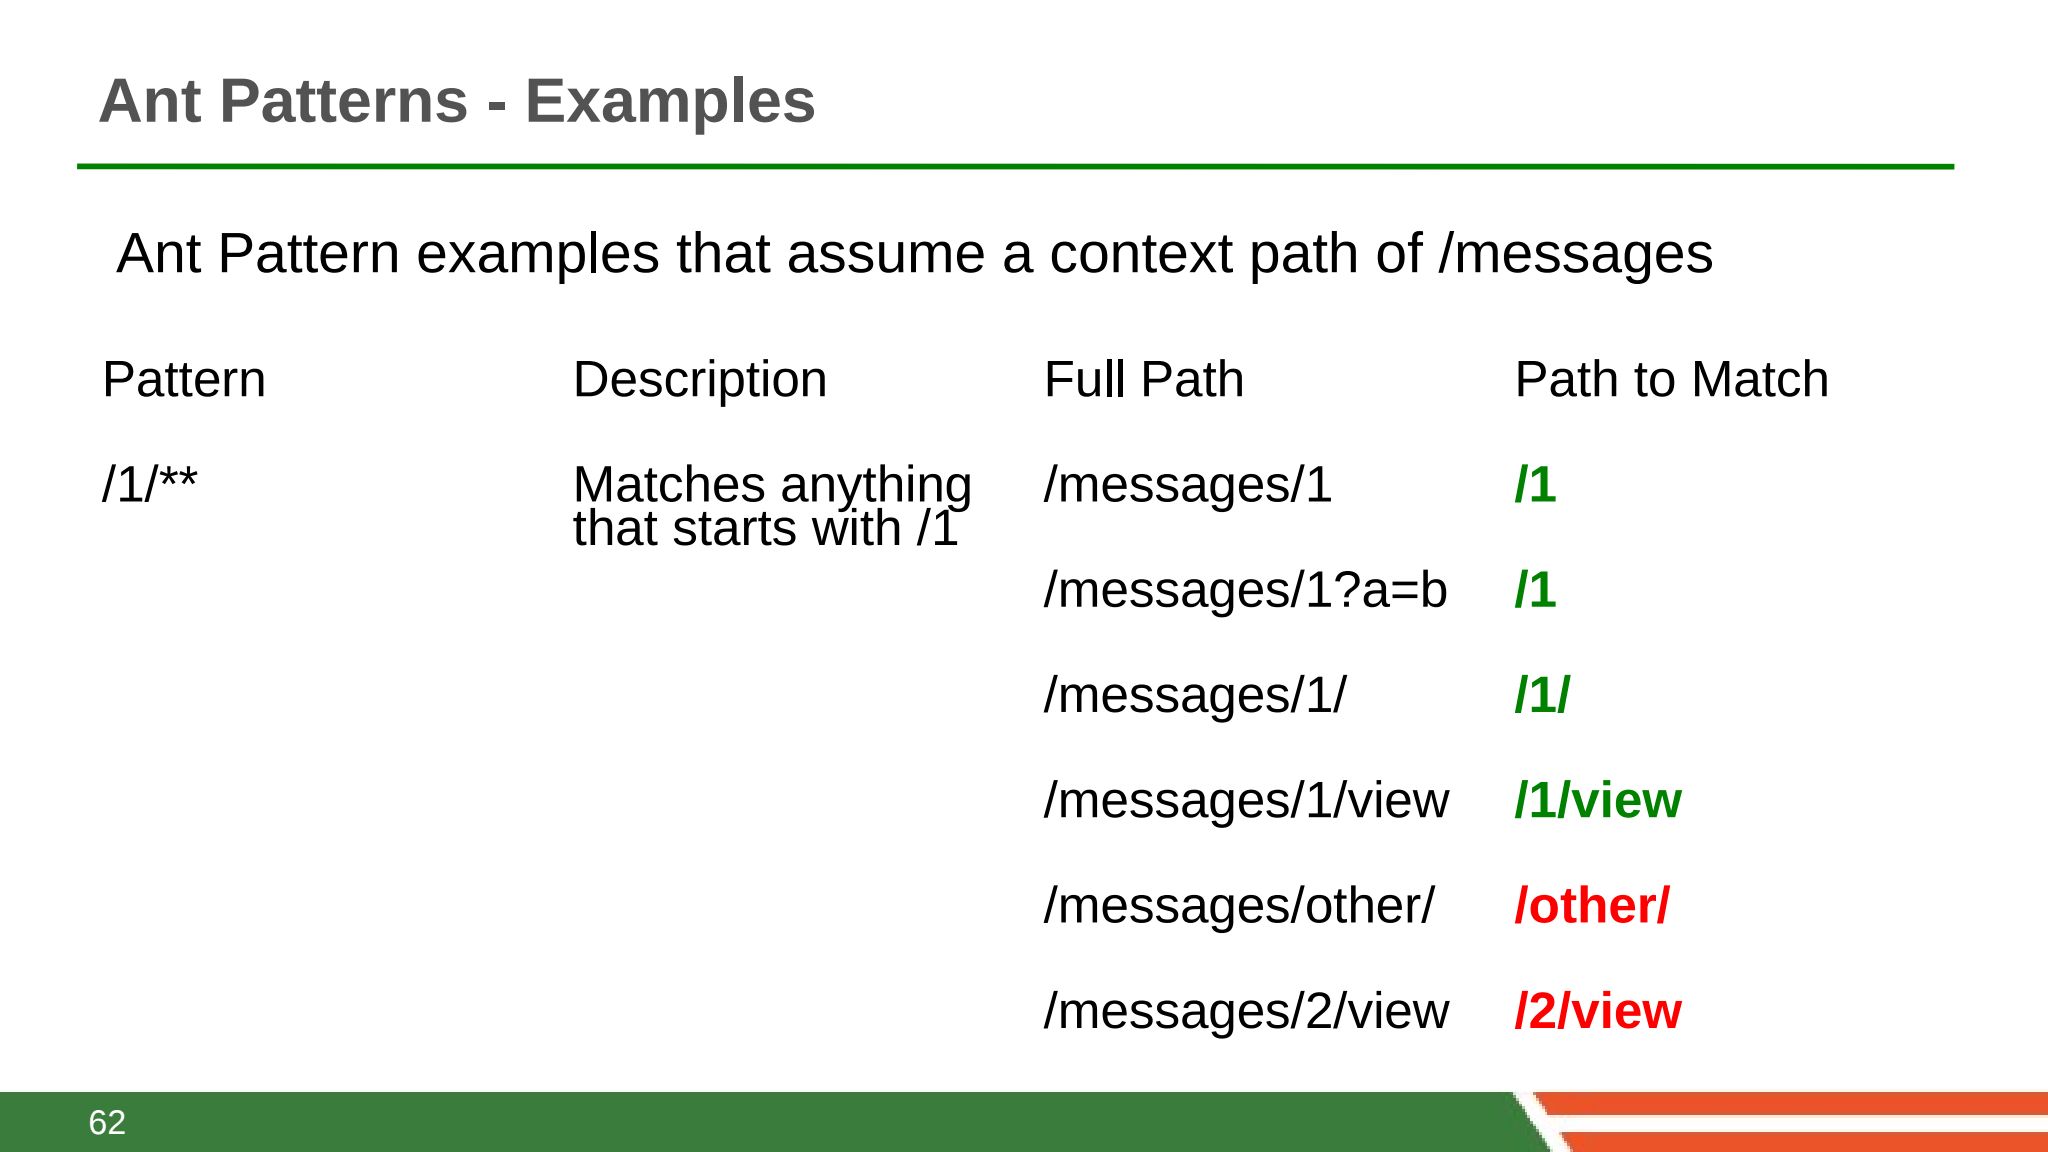 Ant Patterns - Examples
Ant Pattern examples that assume a context path of /messages
Pattern Description Full Path Path to Match
/1/** Matches anything /messages/1 /1
that starts with /1
/messages/1?a=b /1
/messages/1/ /1/
/messages/1/view /1/view
/messages/other/ /other/
/messages/2/view /2/view
62